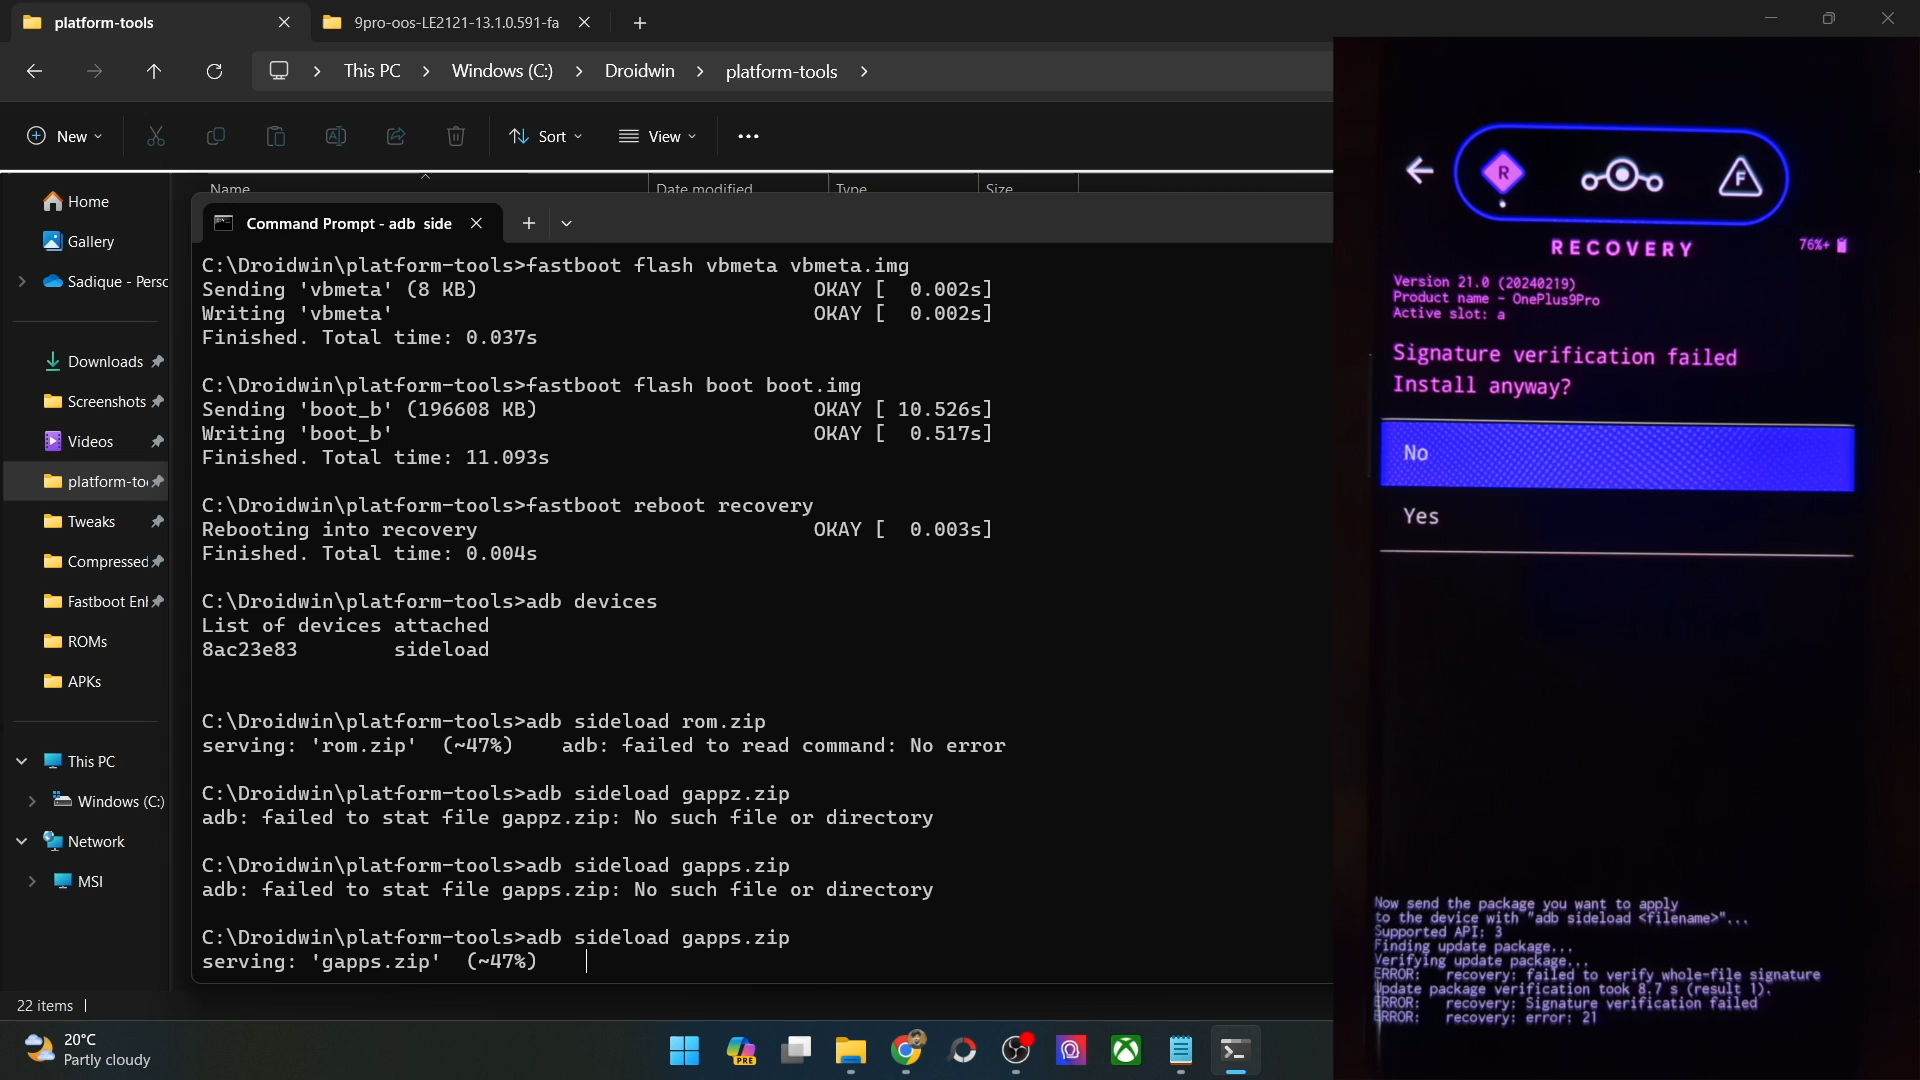 platform-tools
9pro-oos-LE2121-13.1.0.591-fa
This PC
Windows (C:)
Droidwin
platform-tools
New
Sort
View
Name
Date modified
Type
Size
Home
Gallery
Sadique - Persc
Downloads
Screenshots
Videos
platform-to
Tweaks
Compressed
Fastboot Enl
ROMs
APKs
This PC
Windows (C:)
Network
MSI
22 items
Command Prompt - adb side
C:\Droidwin\platform-tools>fastboot flash vbmeta vbmeta.img
Sending 'vbmeta' (8 KB) OKAY [ 0.002s]
Writing 'vbmeta' OKAY [ 0.002s]
Finished. Total time: 0.037s
C:\Droidwin\platform-tools>fastboot flash boot boot.img
Sending 'boot_b' (196608 KB) OKAY [ 10.526s]
Writing 'boot_b' OKAY [ 0.517s]
Finished. Total time: 11.093s
C:\Droidwin\platform-tools>fastboot reboot recovery
Rebooting into recovery OKAY [ 0.003s]
Finished. Total time: 0.004s
C:\Droidwin\platform-tools>adb devices
List of devices attached
8ac23e83 sideload
C:\Droidwin\platform-tools>adb sideload rom.zip
serving: 'rom.zip' (~47%) adb: failed to read command: No error
C:\Droidwin\platform-tools>adb sideload gappz.zip
adb: failed to stat file gappz.zip: No such file or directory
C:\Droidwin\platform-tools>adb sideload gapps.zip
adb: failed to stat file gapps.zip: No such file or directory
C:\Droidwin\platform-tools>adb sideload gapps.zip
serving: 'gapps.zip' (~47%)
R
F
RECOVERY
76%+
Version 21.0 (20240219)
Product name - OnePlus9Pro
Active slot: a
Signature verification failed
Install anyway?
No
Yes
Now send the package you want to apply
to the device with "adb sideload <filename>"...
Supported API: 3
Finding update package...
Verifying update package...
ERROR: recovery: failed to verify whole-file signature
Update package verification took 8.7 s (result 1).
ERROR: recovery: Signature verification failed
ERROR: recovery: error: 21
20°C
Partly cloudy
PRE